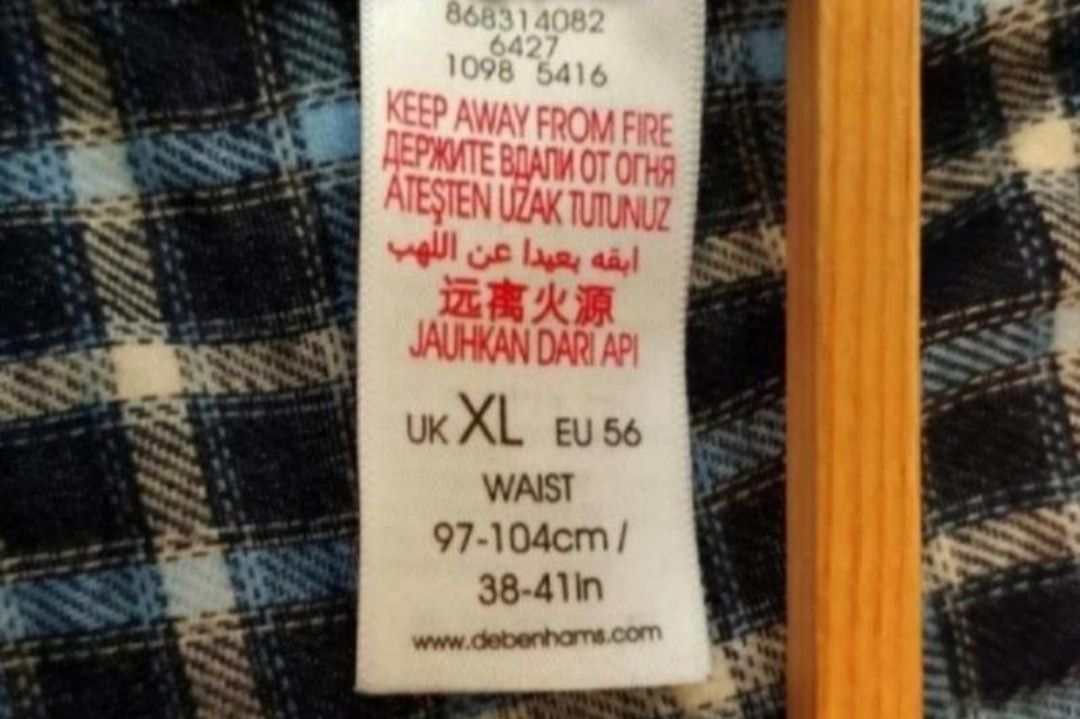 868314082
6427
1098 5416
KEEP AWAY FROM FIRE
ДЕРЖИТЕ ВДАЛИ ОТ ОГНЯ
ATEŞTEN UZAK TUTUNUZ
ابقه بعيدا عن اللهب
远离火源
JAUHKAN DARI API
UK XL EU 56
WAIST
97-104cm /
38-41In
www.debenhams.com